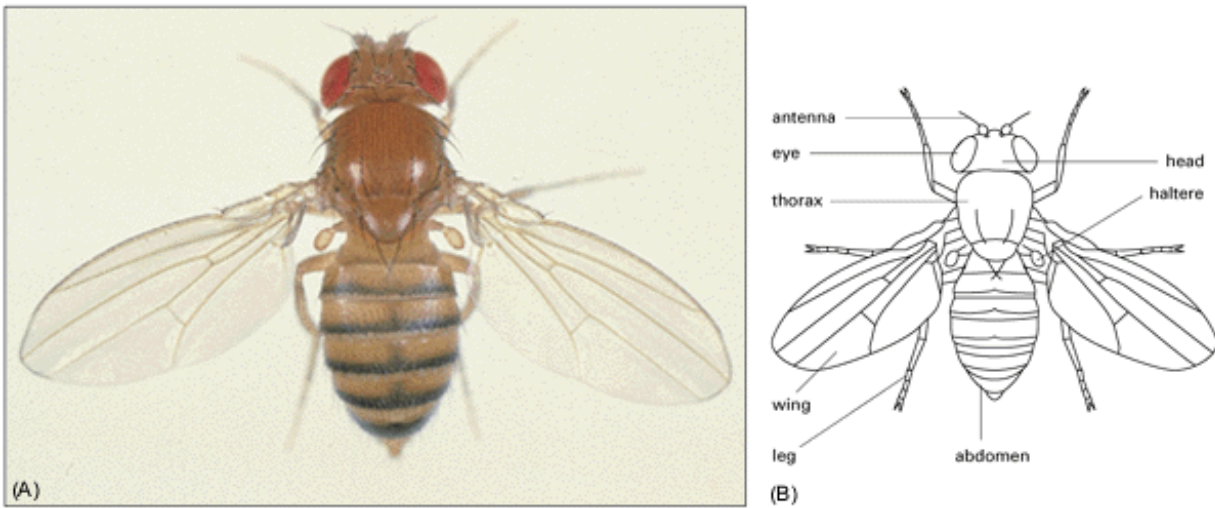 (A)
antenna
eye
head
thorax
haltere
wing
leg
abdomen
(B)